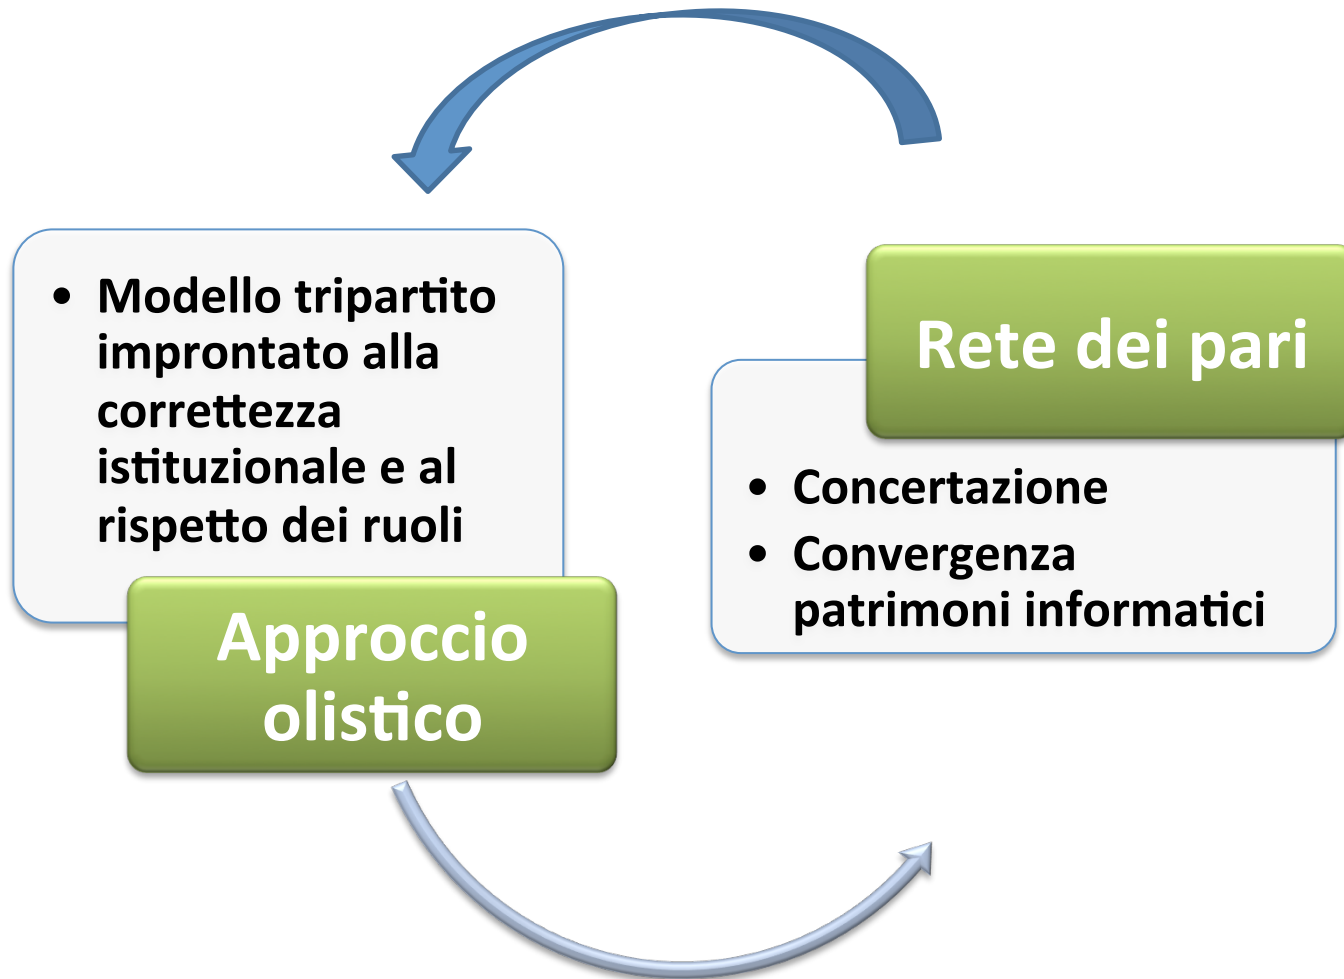 • Modello tripartito
improntato alla
correttezza
istituzionale e al
rispetto dei ruoli
Approccio
olistico
Rete dei pari
• Concertazione
• Convergenza
patrimoni informatici